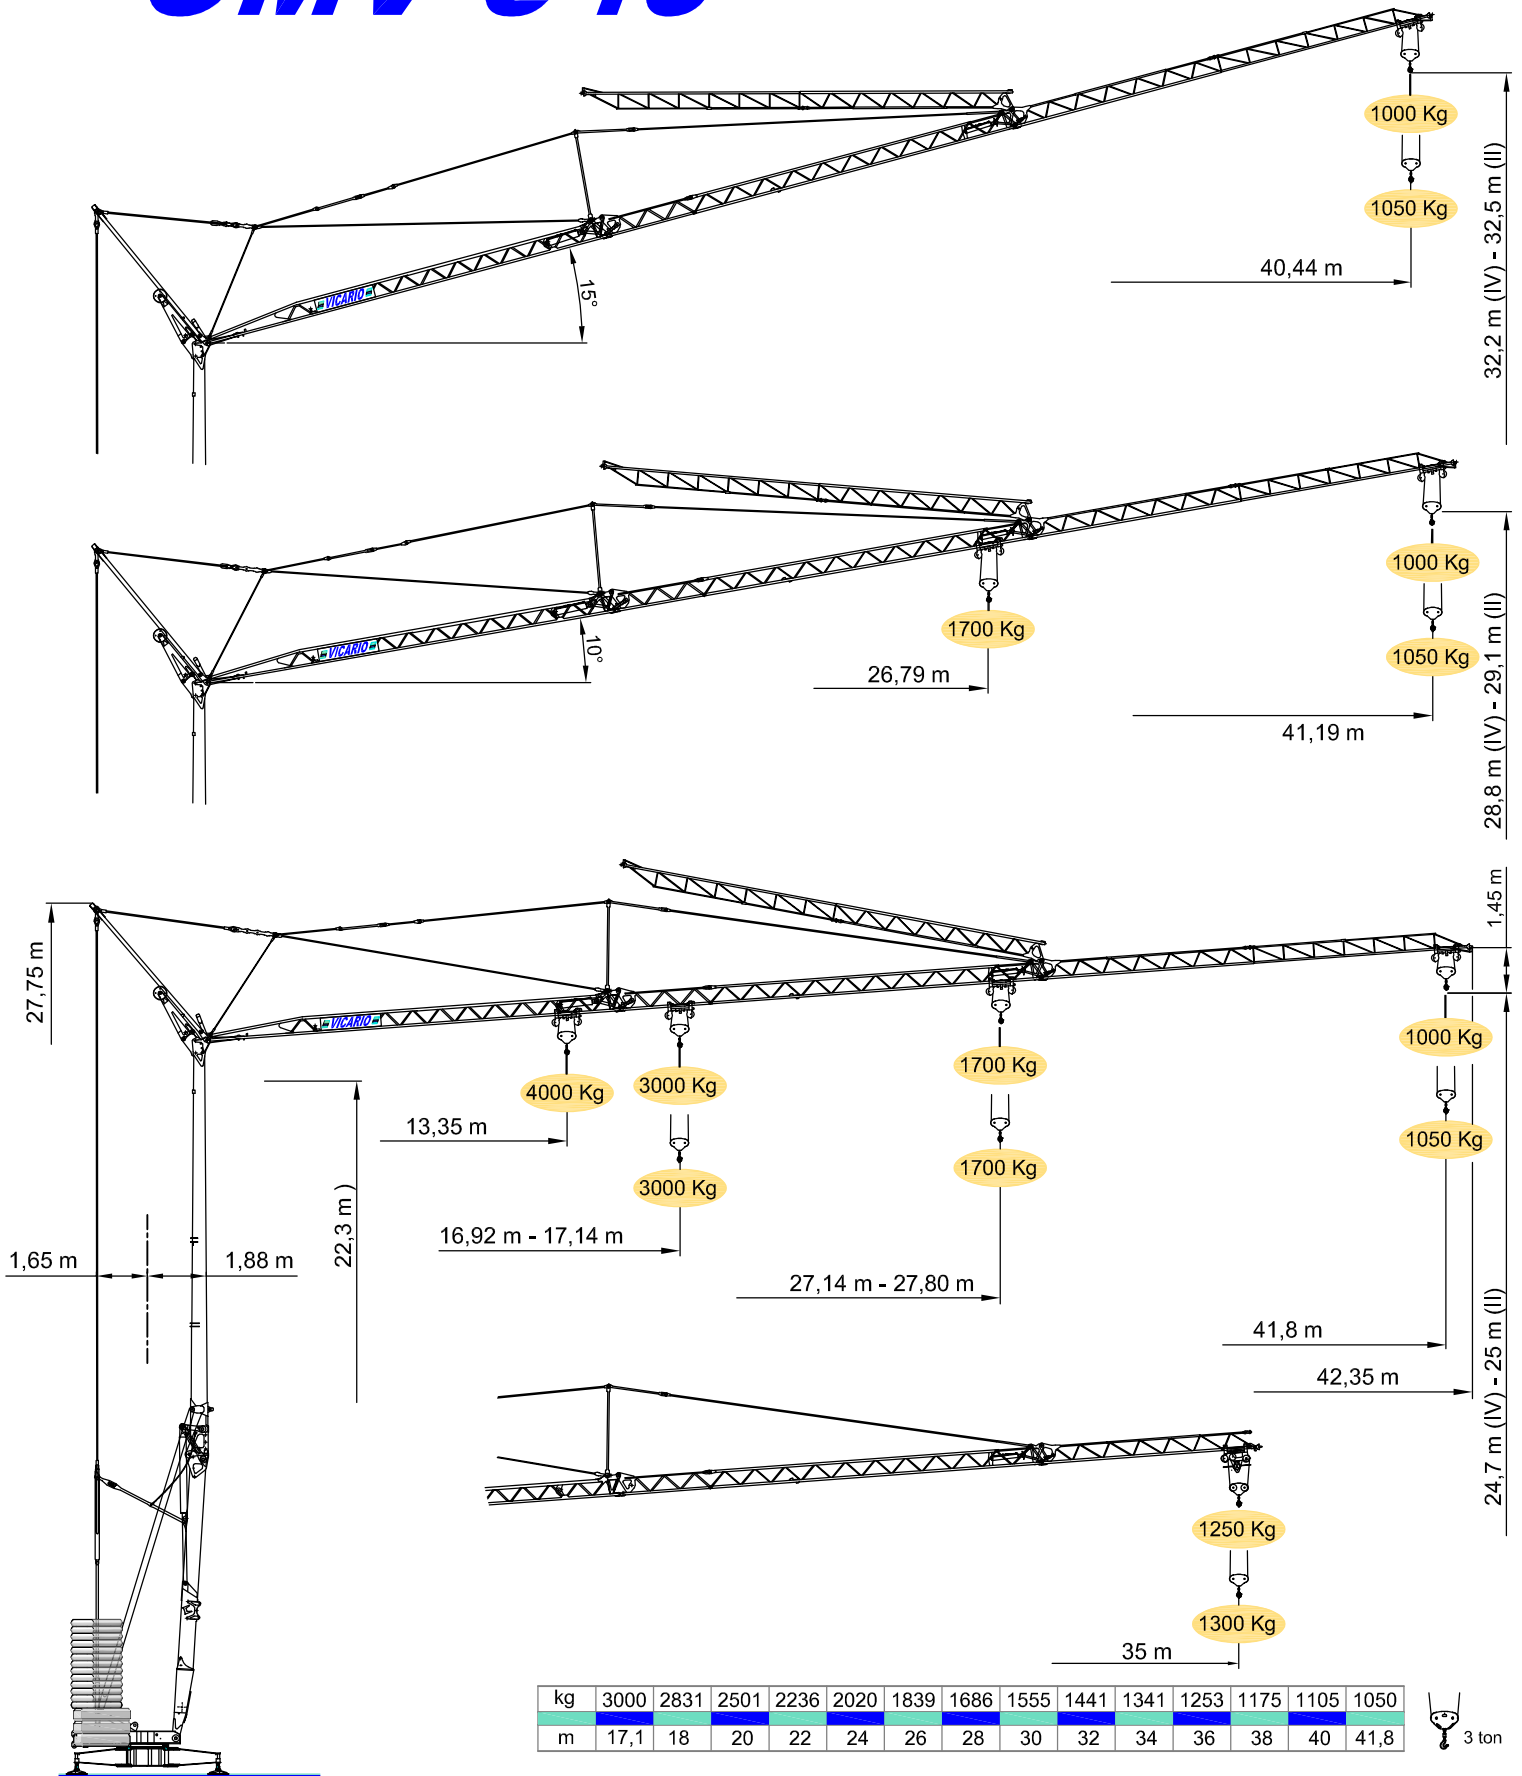 1000 Kg
1050 Kg
40,44 m
32,2 m (IV) - 32,5 m (II)
15°
VICARIO
1000 Kg
1700 Kg
1050 Kg
26,79 m
41,19 m
28,8 m (IV) - 29,1 m (II)
10°
VICARIO
1,45 m
27,75 m
VICARIO
1000 Kg
1700 Kg
3000 Kg
4000 Kg
13,35 m
1050 Kg
1700 Kg
3000 Kg
22,3 m )
16,92 m - 17,14 m
1,65 m
1,88 m
27,14 m - 27,80 m
41,8 m
42,35 m
24,7 m (IV) - 25 m (II)
1250 Kg
1300 Kg
35 m
kg 3000 2831 2501 2236 2020 1839 1686 1555 1441 1341 1253 1175 1105 1050
m 17,1 18 20 22 24 26 28 30 32 34 36 38 40 41,8
3 ton